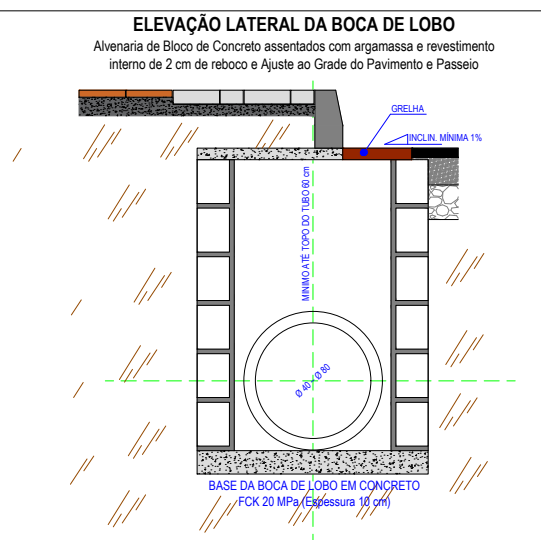 ELEVAÇÃO LATERAL DA BOCA DE LOBO
Alvenaria de Bloco de Concreto assentados com argamassa e revestimento
interno de 2 cm de reboco e Ajuste ao Grade do Pavimento e Passeio
GRELHA
INCLIN. MÍNIMA 1%
MINIMO ATÉ TOPO DO TUBO 60 cm
Ø 40 - Ø 80
BASE DA BOCA DE LOBO EM CONCRETO
FCK 20 MPa (Espessura 10 cm)